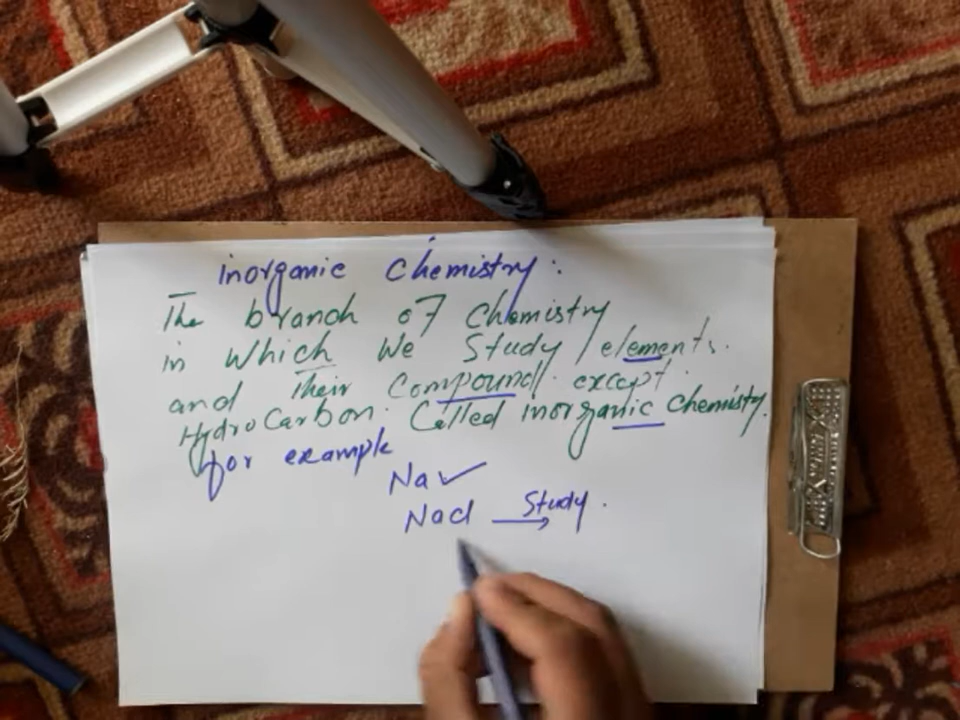 inorganic chemistry:
The branch of chemistry
in which we study elements.
and Their compound. except.
Hydrocarbon. Called inorganic chemistry.
for example
Na ✓
Nacl → Study.